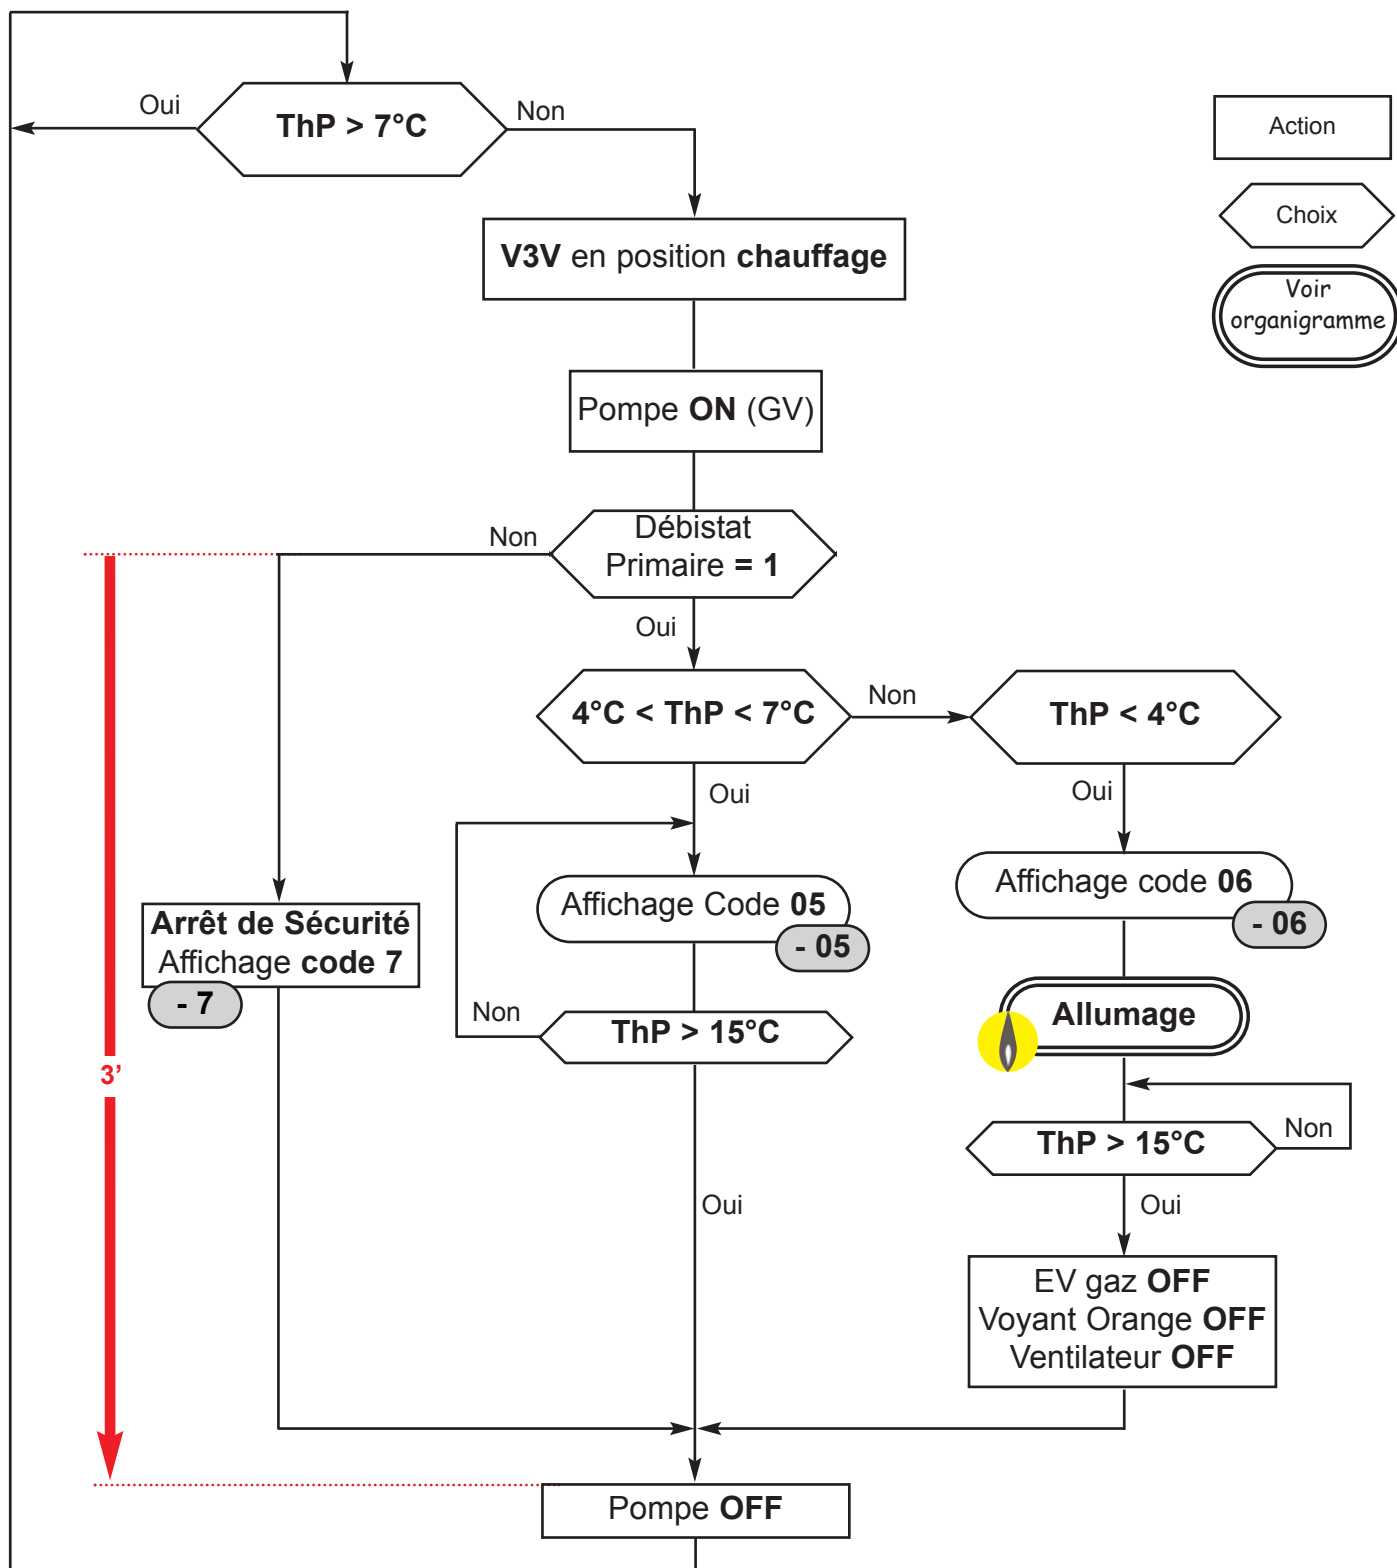 Oui
ThP > 7°C
Non
Action
Choix
Voir
organigramme
V3V en position chauffage
Pompe ON (GV)
Non
Débistat
Primaire = 1
Oui
4°C < ThP < 7°C
Non
ThP < 4°C
Oui
Oui
Affichage Code 05
- 05
Affichage code 06
- 06
Arrêt de Sécurité
Affichage code 7
- 7
Non
ThP > 15°C
Allumage
3’
ThP > 15°C
Non
Oui
Oui
EV gaz OFF
Voyant Orange OFF
Ventilateur OFF
Pompe OFF